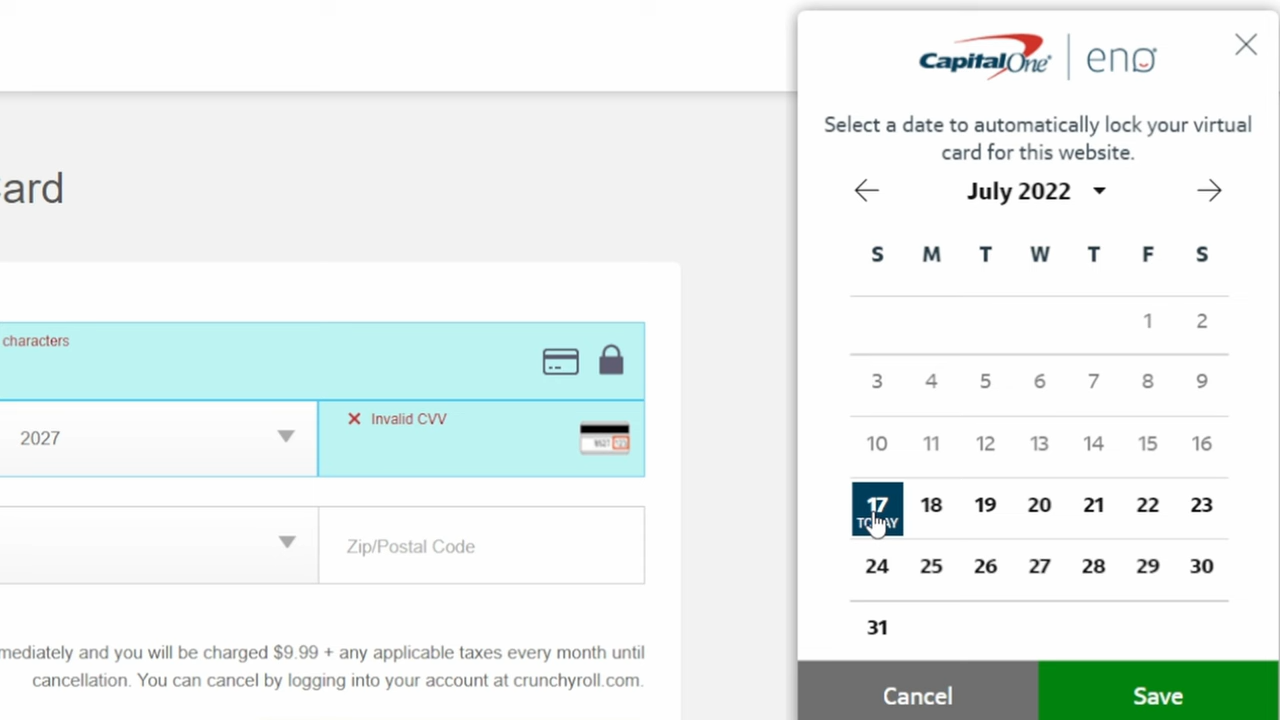 Card
characters
2027
Invalid CVV
Zip/Postal Code
mediately and you will be charged $9.99 + any applicable taxes every month until
cancellation. You can cancel by logging into your account at crunchyroll.com.
CapitalOne | eno
Select a date to automatically lock your virtual
card for this website.
July 2022
S M T W T F S
1 2
3 4 5 6 7 8 9
10 11 12 13 14 15 16
17 18 19 20 21 22 23
TODAY
24 25 26 27 28 29 30
31
Cancel Save